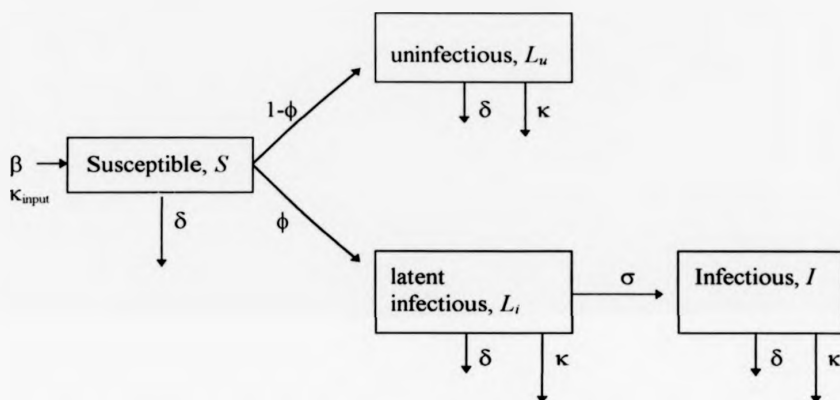 uninfectious, Lu
δ κ
1-ϕ
β
κinput
Susceptible, S
δ
ϕ
latent
infectious, Li
σ
Infectious, I
δ κ
δ κ